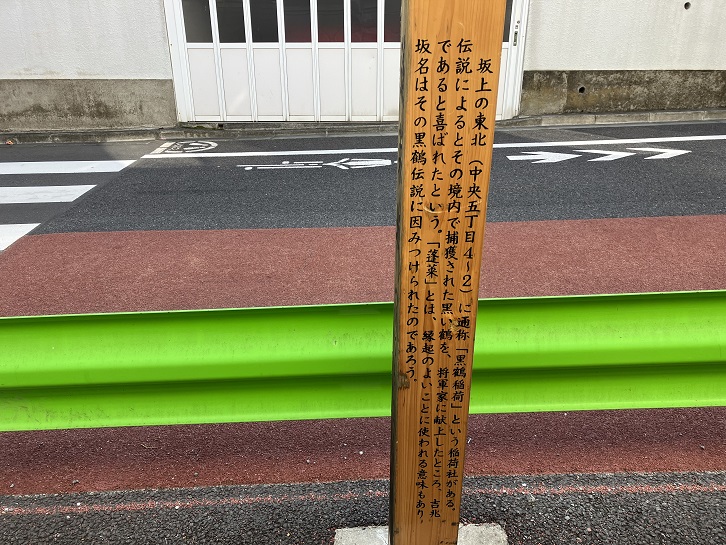 坂上の東北（中央五丁目４〜２）に通称「黒鶴稲荷」という稲荷社がある。
伝説によるとその境内で捕獲された黒い鶴を、将軍家に献上したところ、吉兆
であると喜ばれたという。「蓬莱」とは、縁起のよいことに使われる意味もあり、
坂名はその黒鶴伝説に因みつけられたのであろう。